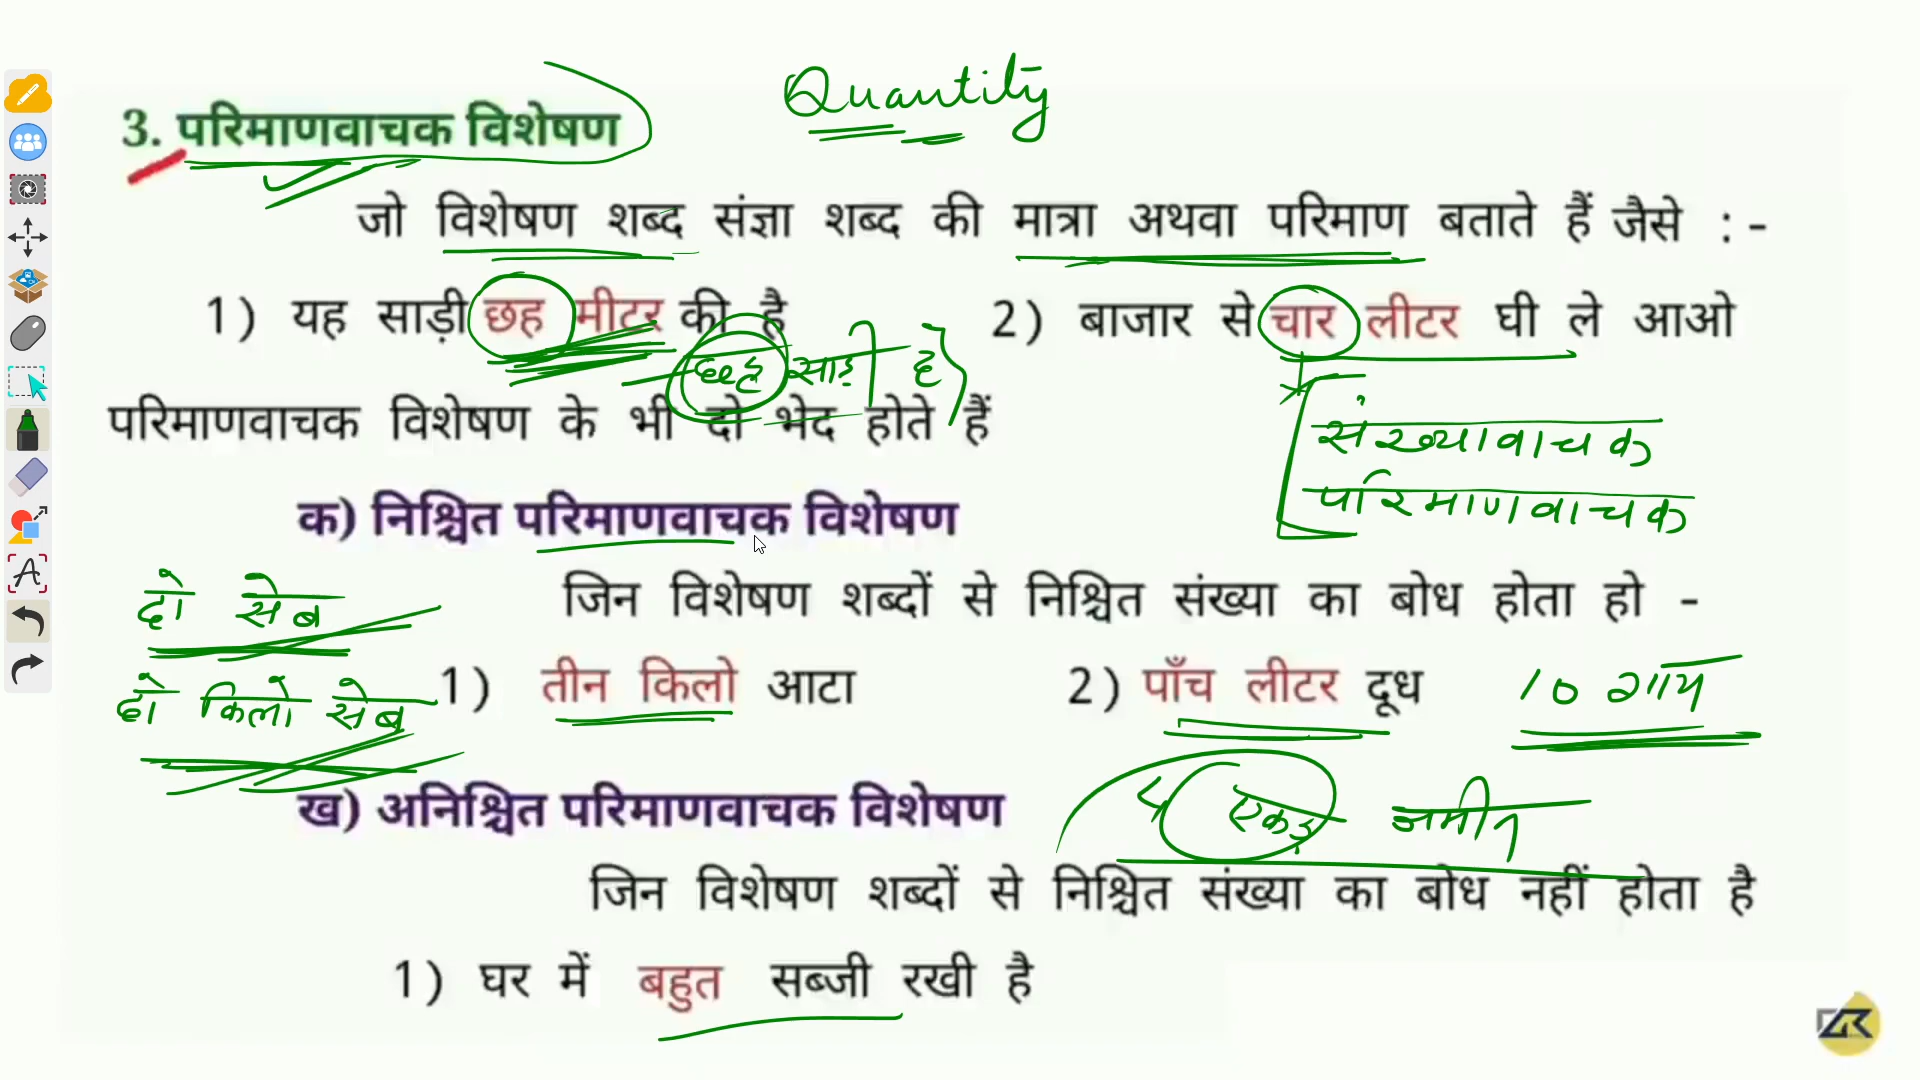 Quantity
3. परिमाणवाचक विशेषण
जो विशेषण शब्द संज्ञा शब्द की मात्रा अथवा परिमाण बताते हैं जैसे : -
1) यह साड़ी छह मीटर की है 2) बाजार से चार लीटर घी ले आओ
छह साड़ी है
परिमाणवाचक विशेषण के भी दो भेद होते हैं
संख्यावाचक
परिमाणवाचक
क) निश्चित परिमाणवाचक विशेषण
दो सेब
जिन विशेषण शब्दों से निश्चित संख्या का बोध होता हो -
दो किलो सेब
1) तीन किलो आटा 2) पाँच लीटर दूध
10 गाय
ख) अनिश्चित परिमाणवाचक विशेषण
एकड़ जमीन
जिन विशेषण शब्दों से निश्चित संख्या का बोध नहीं होता है
1) घर में बहुत सब्जी रखी है